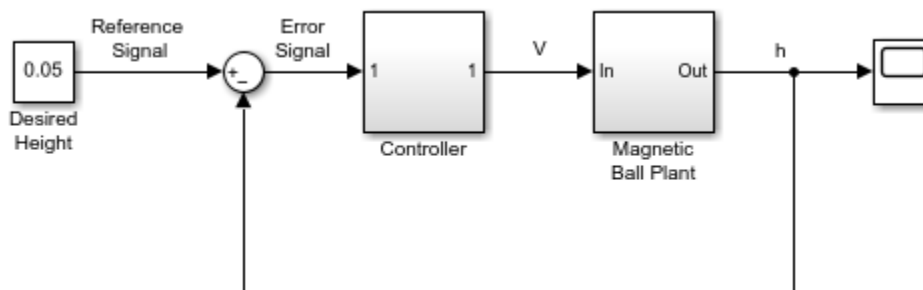 Reference
Signal
Error
Signal
0.05
+
−
1
1
V
In
Out
h
Desired
Height
Controller
Magnetic
Ball Plant